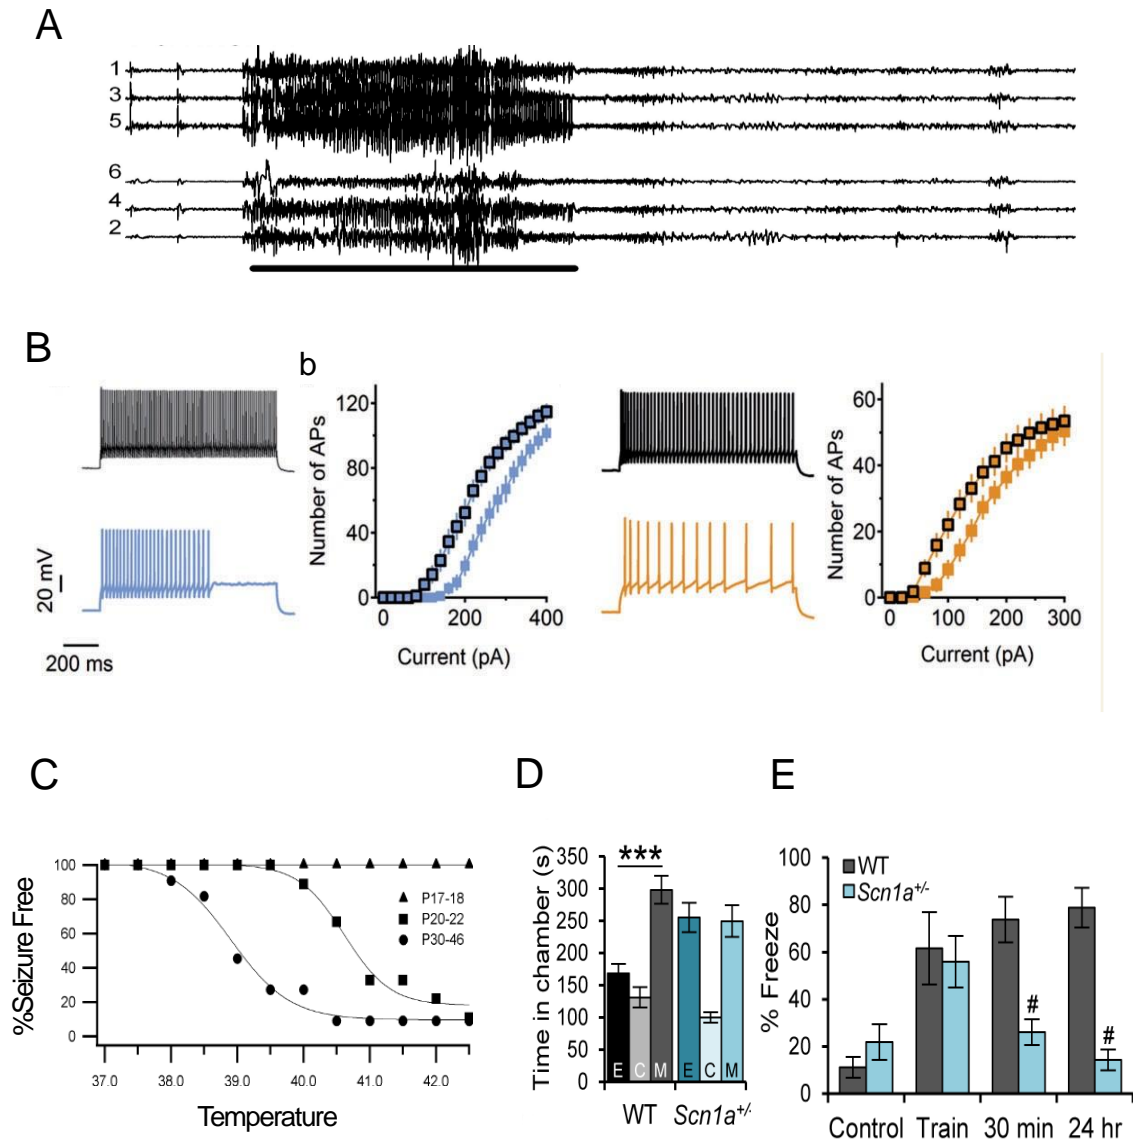 A
1
3
5
6
4
2
B
b
20 mV
200 ms
Number of APs
120
80
40
0
0 200 400
Current (pA)
Number of APs
60
40
20
0
0 100 200 300
Current (pA)
C
%Seizure Free
100
80
60
40
20
0
P17-18
P20-22
P30-46
37.0 38.0 39.0 40.0 41.0 42.0
Temperature
D
Time in chamber (s)
350
300
250
200
150
100
50
0
***
E C M E C M
WT Scn1a+/-
E
% Freeze
100
80
60
40
20
0
WT
Scn1a+/-
#
#
Control Train 30 min 24 hr